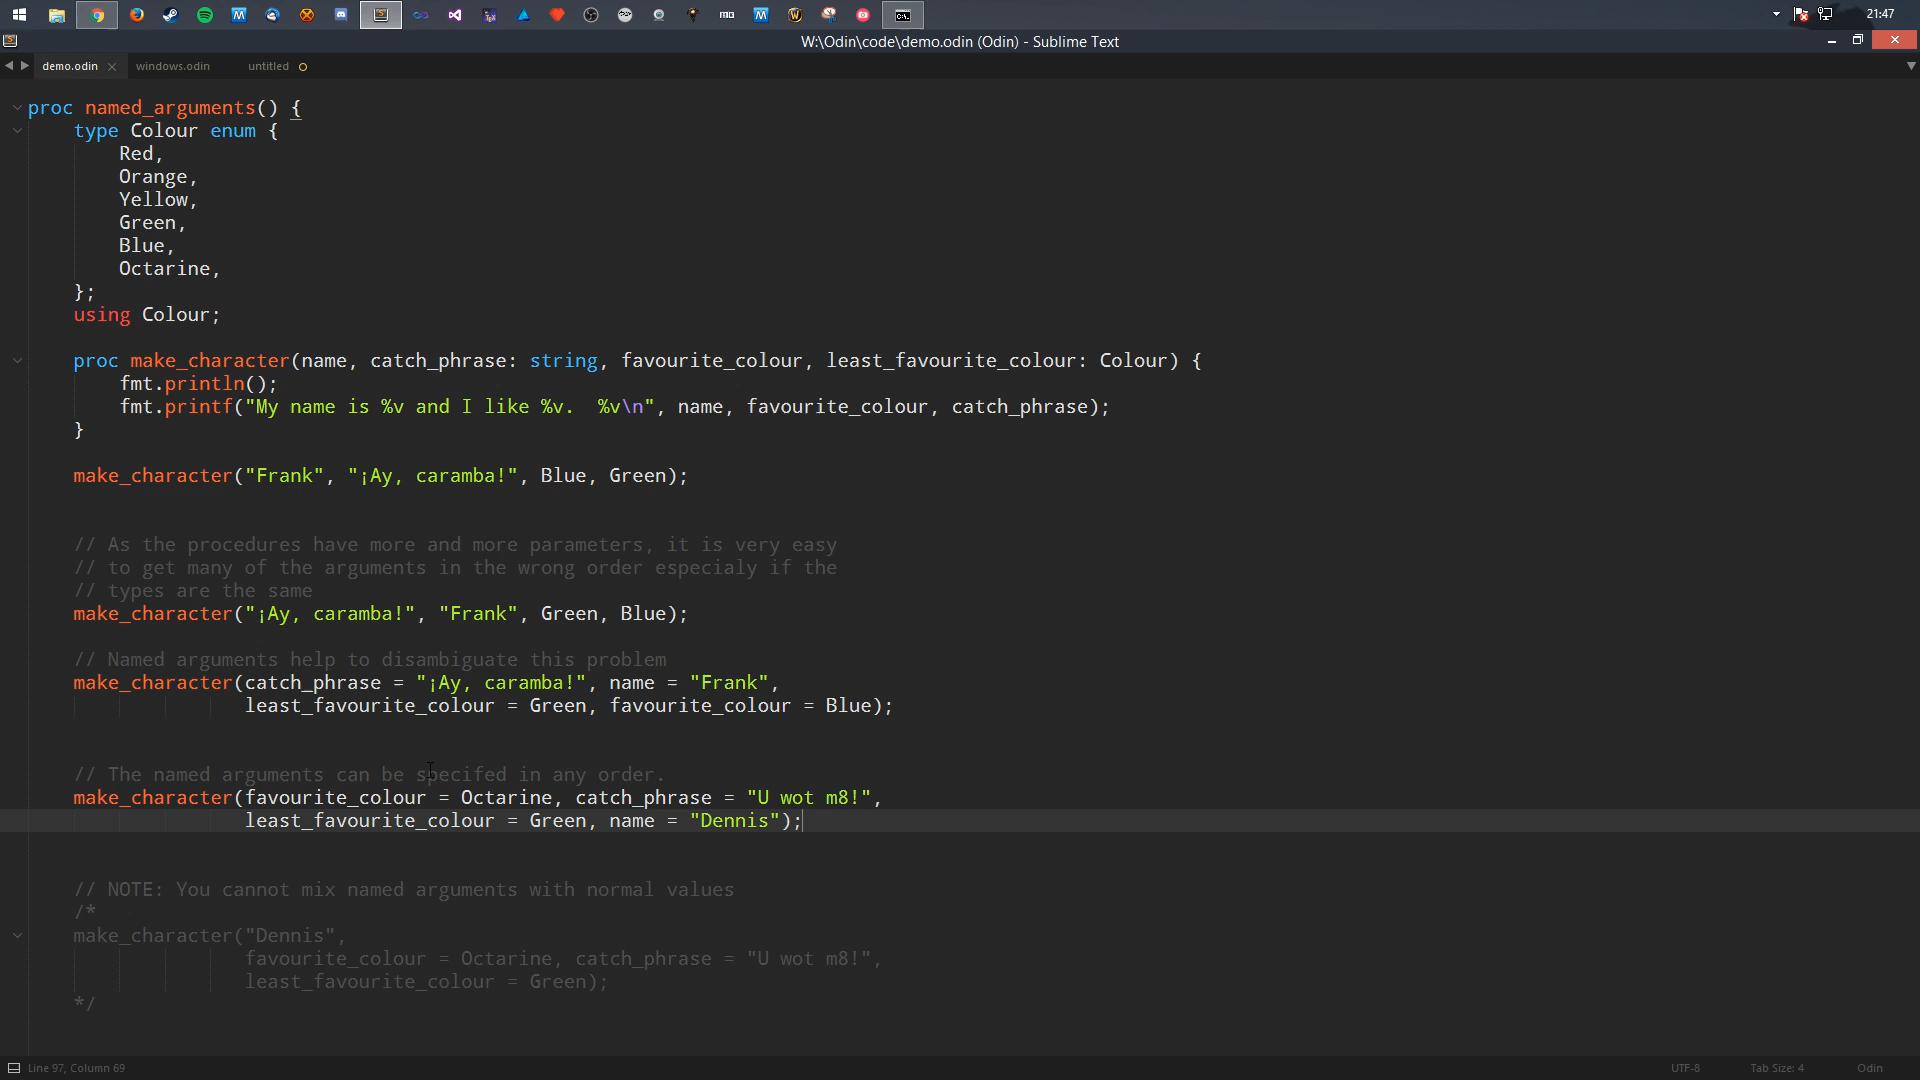 21:47
W:\Odin\code\demo.odin (Odin) - Sublime Text
demo.odin windows.odin untitled
proc named_arguments() {
    type Colour enum {
        Red,
        Orange,
        Yellow,
        Green,
        Blue,
        Octarine,
    };
    using Colour;
    proc make_character(name, catch_phrase: string, favourite_colour, least_favourite_colour: Colour) {
        fmt.println();
        fmt.printf("My name is %v and I like %v.  %v\n", name, favourite_colour, catch_phrase);
    }
    make_character("Frank", "¡Ay, caramba!", Blue, Green);
    // As the procedures have more and more parameters, it is very easy
    // to get many of the arguments in the wrong order especialy if the
    // types are the same
    make_character("¡Ay, caramba!", "Frank", Green, Blue);
    // Named arguments help to disambiguate this problem
    make_character(catch_phrase = "¡Ay, caramba!", name = "Frank",
                   least_favourite_colour = Green, favourite_colour = Blue);
    // The named arguments can be specifed in any order.
    make_character(favourite_colour = Octarine, catch_phrase = "U wot m8!",
                   least_favourite_colour = Green, name = "Dennis");
    // NOTE: You cannot mix named arguments with normal values
    /*
    make_character("Dennis",
                   favourite_colour = Octarine, catch_phrase = "U wot m8!",
                   least_favourite_colour = Green);
    */
Line 97, Column 69 UTF-8 Tab Size: 4 Odin